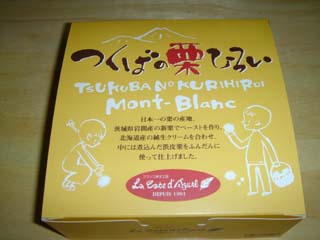 つくばの栗ひろい
TSUKUBA NO KURIHIROI
Mont-Blanc
日本一の栗の産地、
茨城県岩間産の新栗でペーストを作り、
北海道産の純生クリームを合わせ、
中には煮込んだ渋皮栗をふんだんに
使って仕上げました。
La Cote d'Azur
DEPUIS 1981